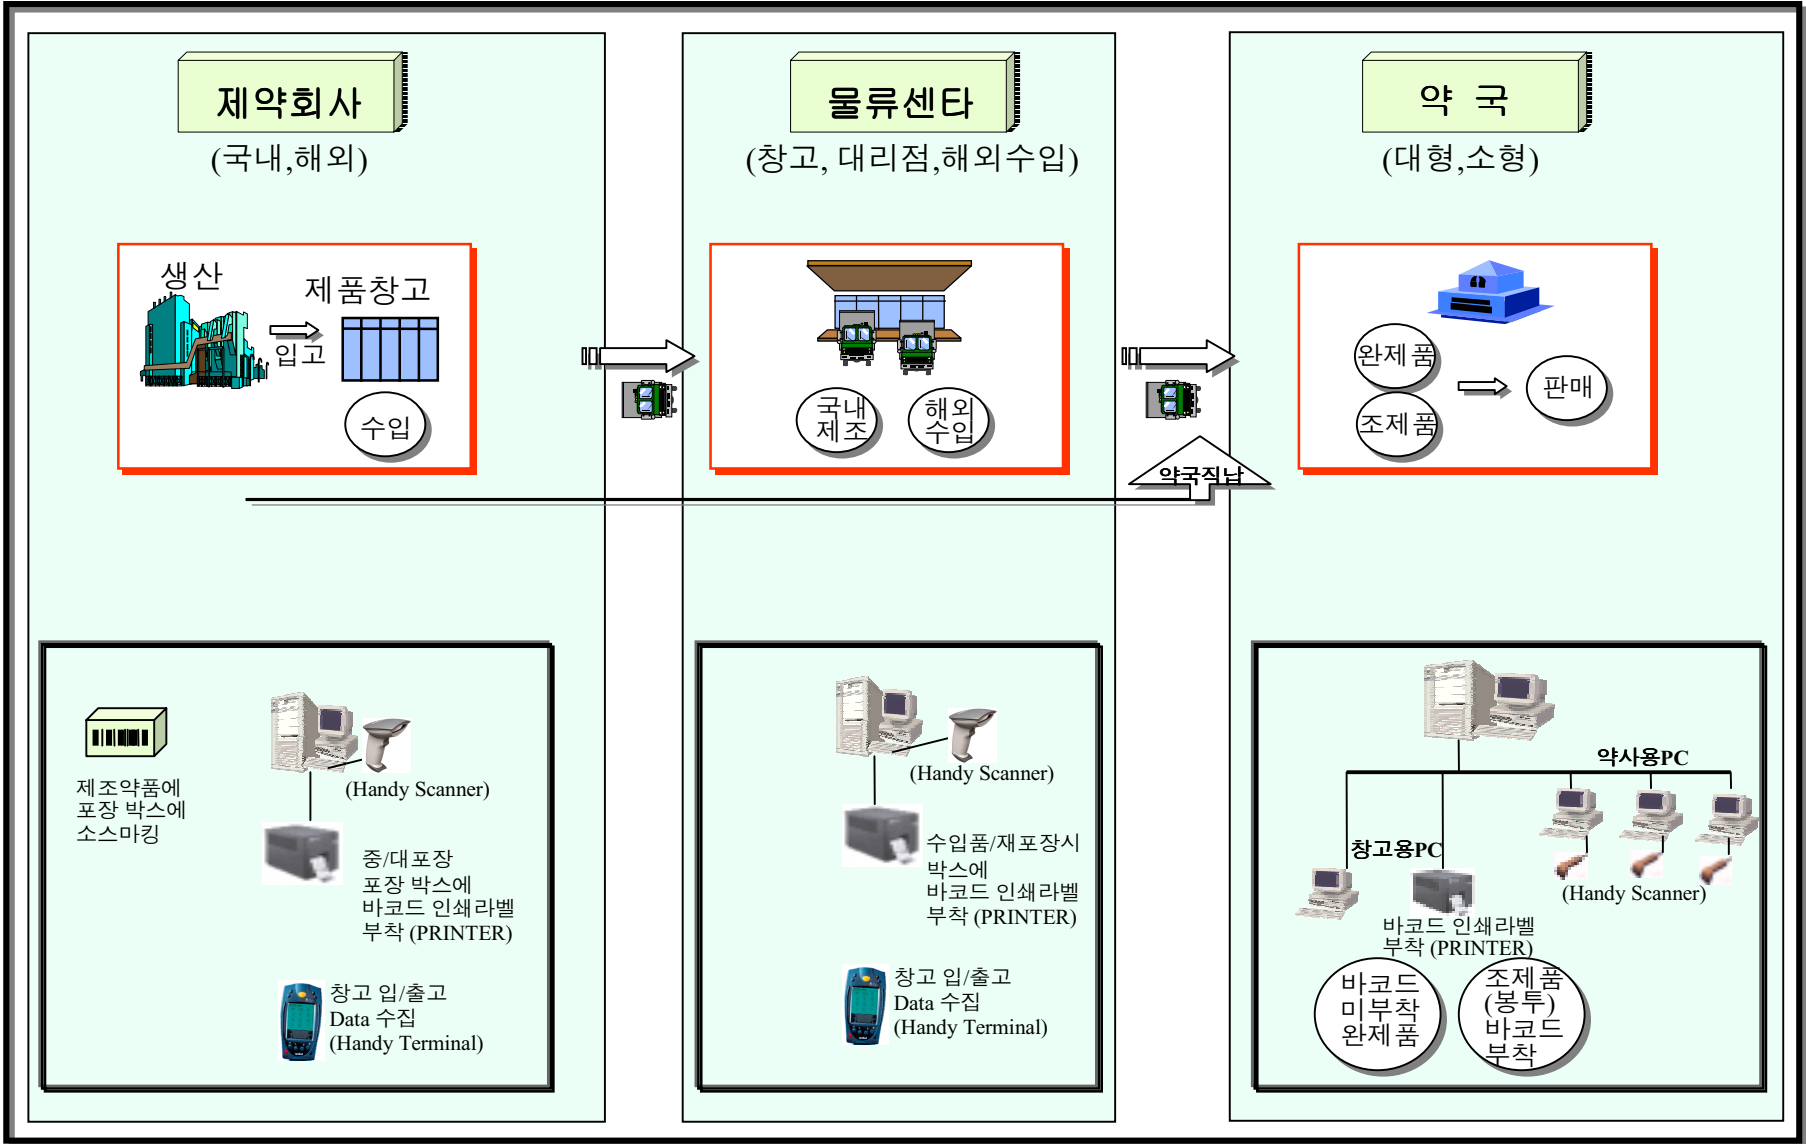 제약회사
(국내,해외)
생산
제품창고
입고
수입
제조약품에
포장 박스에
소스마킹
(Handy Scanner)
중/대포장
포장 박스에
바코드 인쇄라벨
부착 (PRINTER)
창고 입/출고
Data 수집
(Handy Terminal)
물류센타
(창고, 대리점,해외수입)
국내
제조
해외
수입
(Handy Scanner)
수입품/재포장시
박스에
바코드 인쇄라벨
부착 (PRINTER)
창고 입/출고
Data 수집
(Handy Terminal)
약국직납
약 국
(대형,소형)
완제품
조제품
판매
약사용PC
창고용PC
(Handy Scanner)
바코드 인쇄라벨
부착 (PRINTER)
바코드
미부착
완제품
조제품
(봉투)
바코드
부착